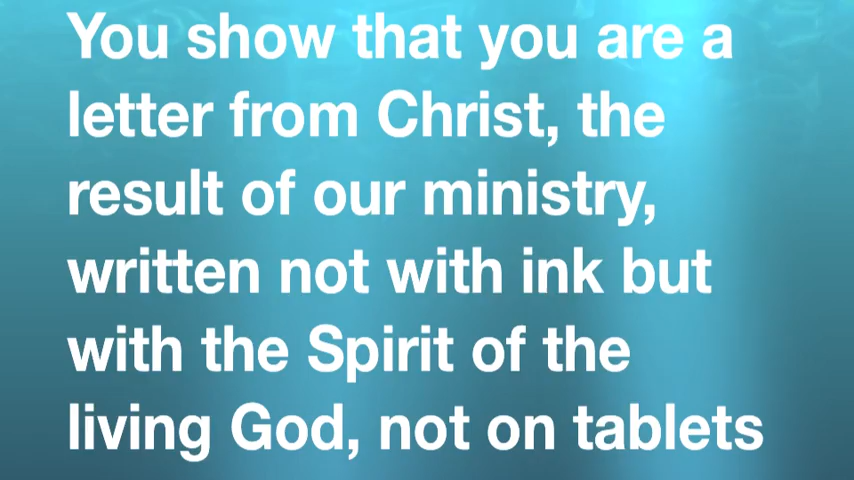 You show that you are a
letter from Christ, the
result of our ministry,
written not with ink but
with the Spirit of the
living God, not on tablets